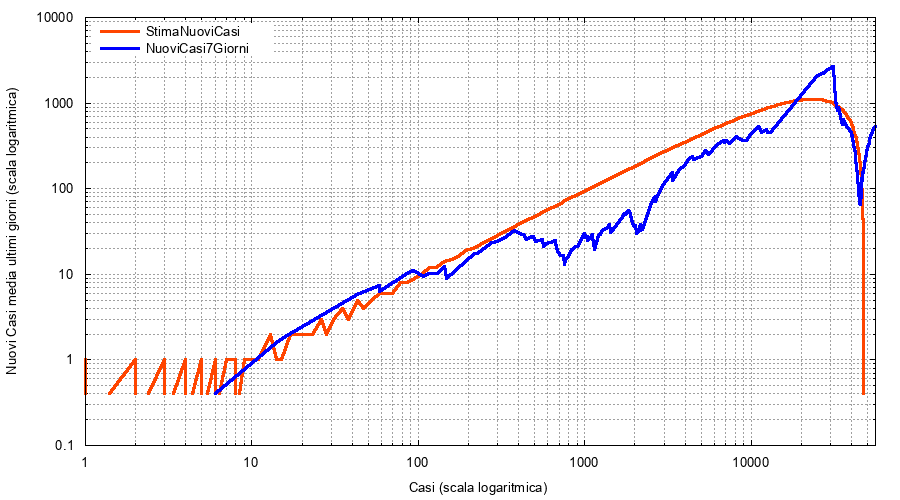 10000
1000
100
10
1
0.1
StimaNuoviCasi
NuoviCasi7Giorni
Nuovi Casi media ultimi giorni (scala logaritmica)
1 10 100 1000 10000
Casi (scala logaritmica)